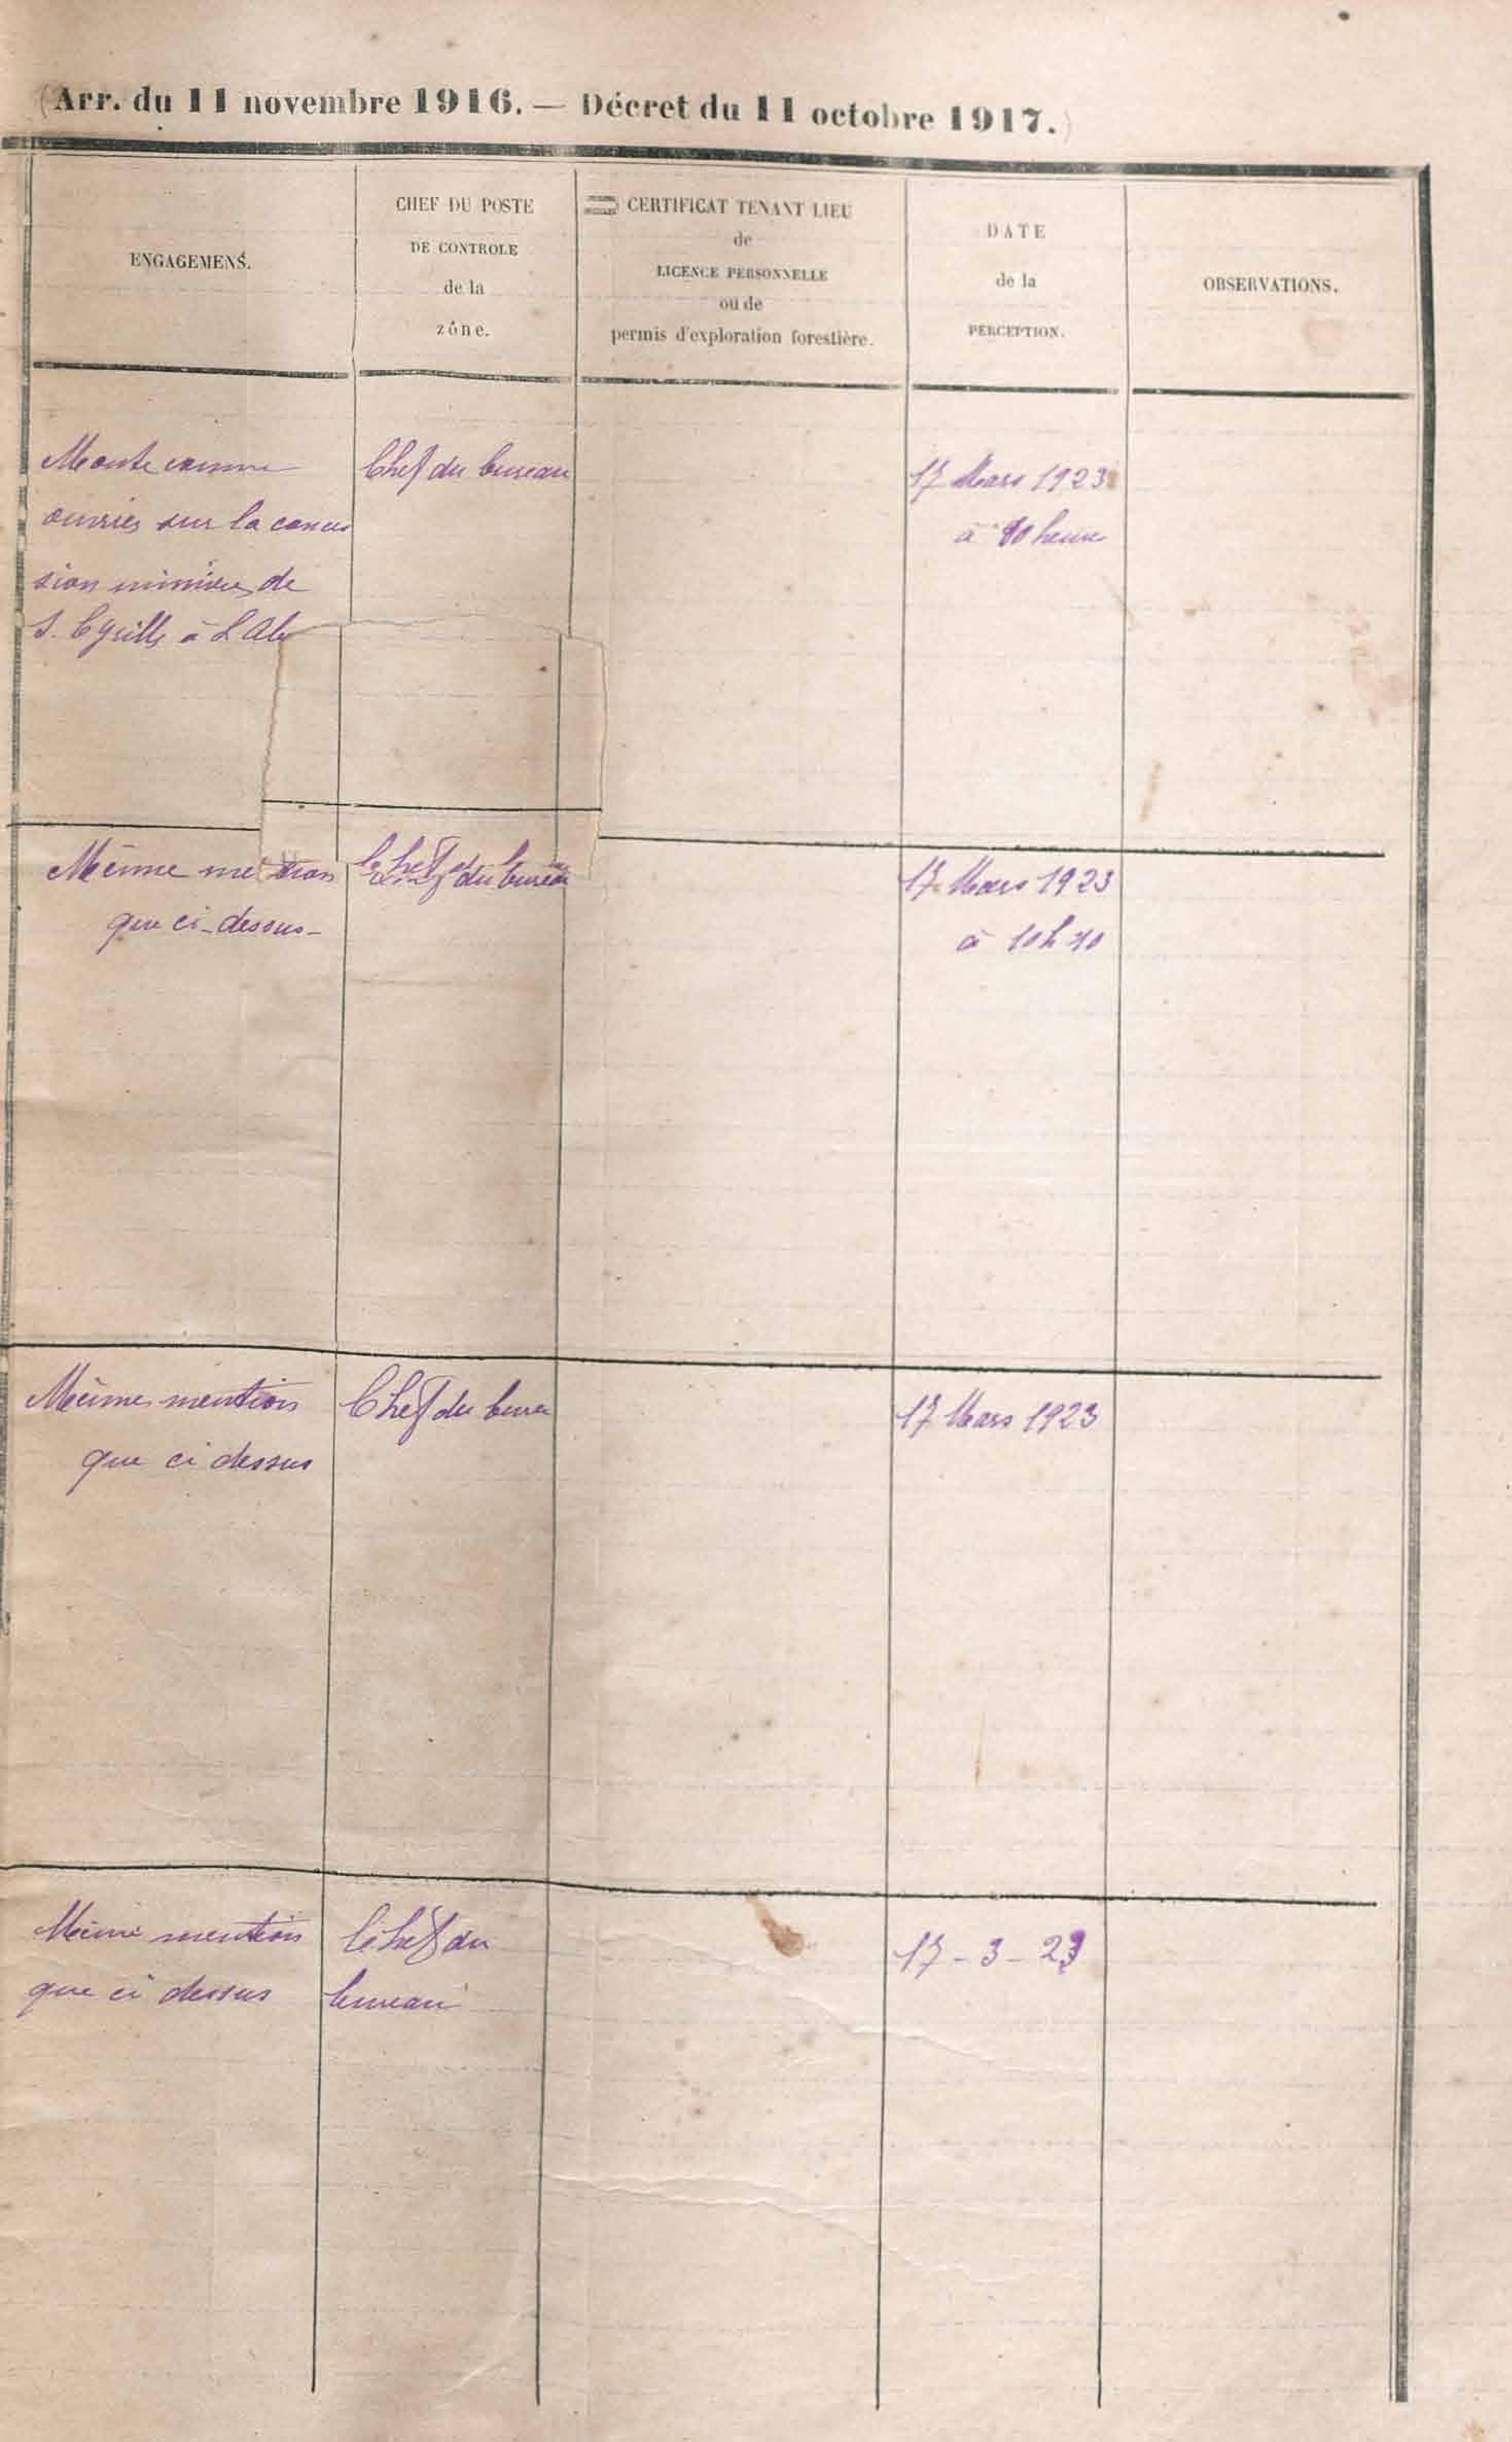 (Arr. du 11 novembre 1916. — Décret du 11 octobre 1917.)
ENGAGEMENS.
CHEF DU POSTE
DE CONTROLE
de la
zône.
CERTIFICAT TENANT LIEU
de
LICENCE PERSONNELLE
ou de
permis d'exploration forestière.
DATE
de la
PERCEPTION.
OBSERVATIONS.
Monte comme
ouvrier sur la conces
sion minière de
S. Cyrille à
Chef du bureau
17 Mars 1923
à 10 heure
Même mention
que ci-dessus-
Chef du bureau
17 Mars 1923
à 10h 10
Même mention
que ci dessus
Chef du burea
17 Mars 1923
Même mention
que ci dessus
Chef du
bureau
17-3-23